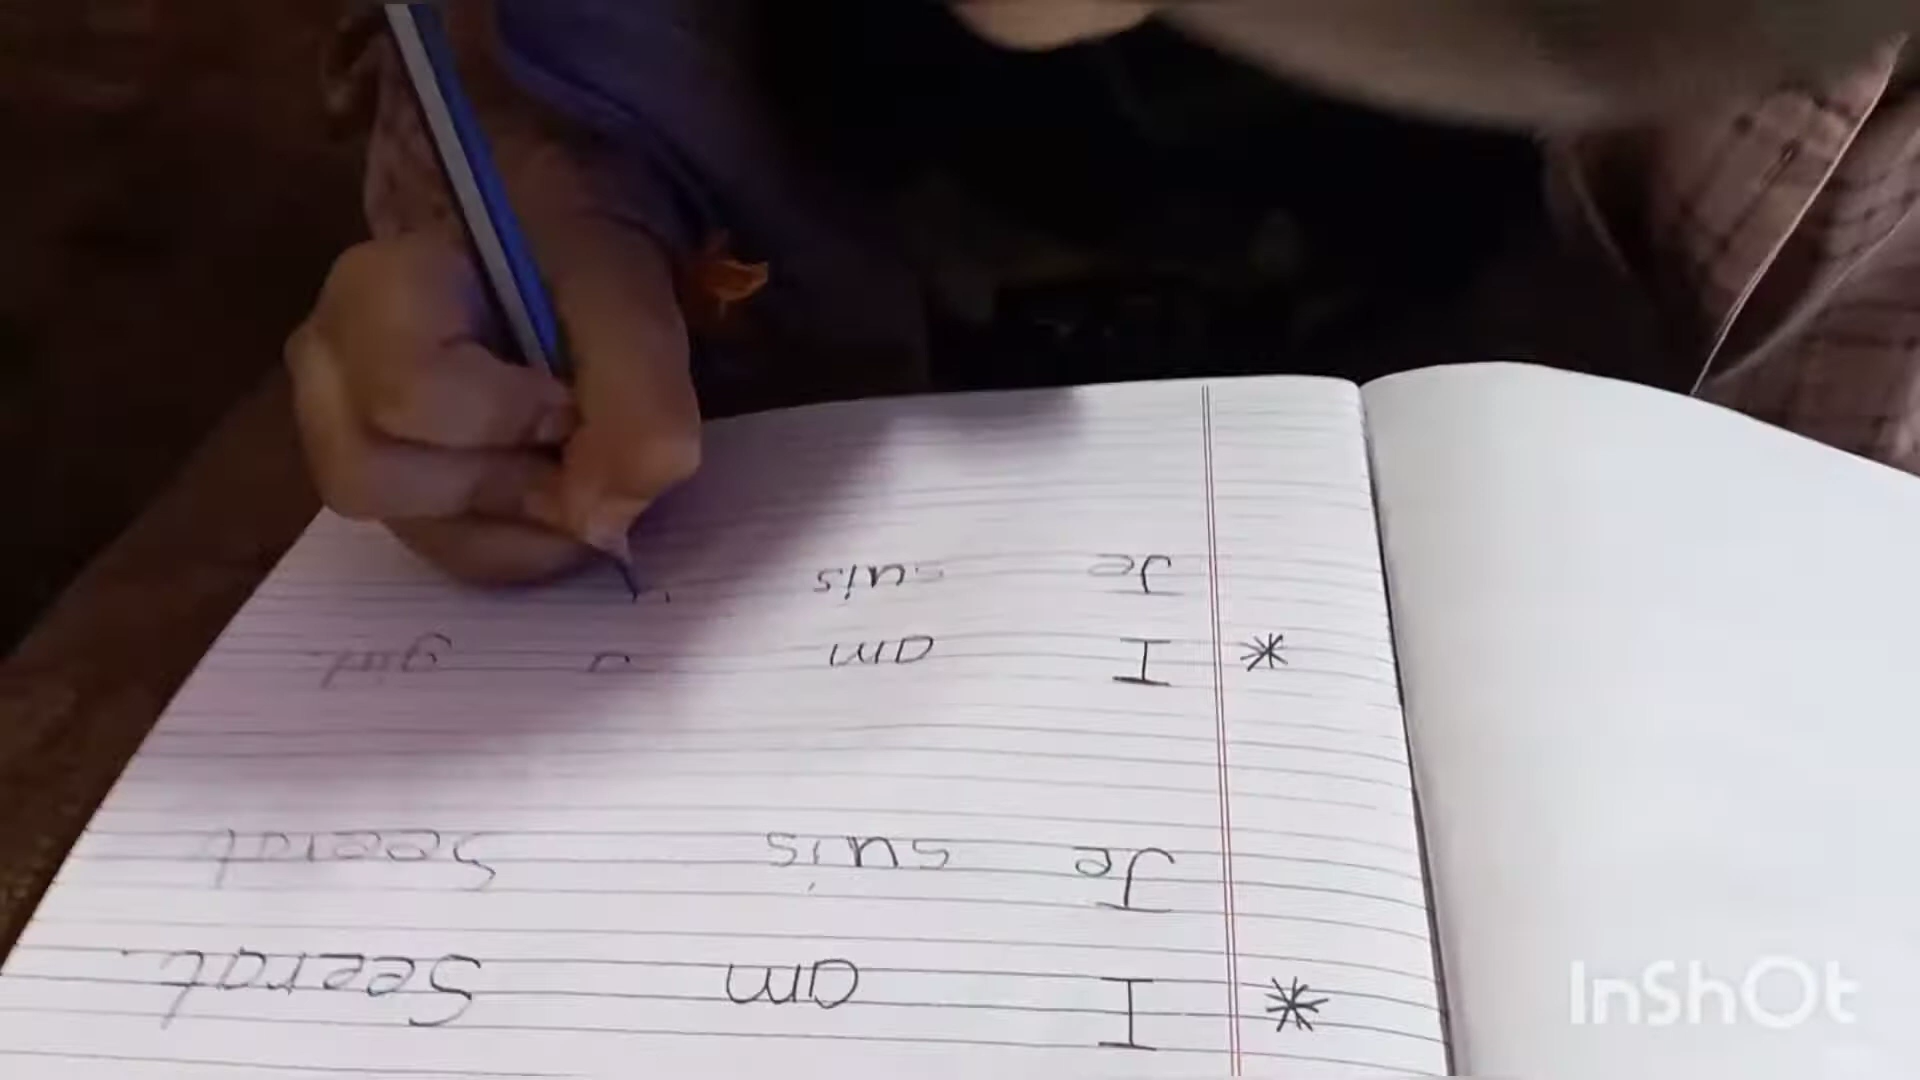 * I am Seerat.
Je suis Seerat
* I am a girl.
Je suis
InShOt